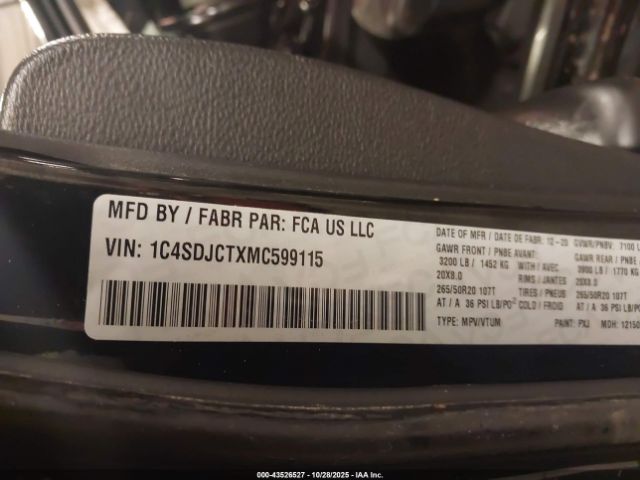 MFD BY / FABR PAR: FCA US LLC
VIN: 1C4SDJCTXMC599115
DATE OF MFR / DATE DE FABR: 12-20 GVWR/PNBV: 7100 L
GAWR FRONT / PNBE AVANT GAWR REAR / PNBE A
3200 LB / 1452 KG WITH/AVEC 3900 LB / 1770 K
20X8.0 RIMS / JANTES 20X8.0
265/50R20 107T TIRES / PNEUS 265/50R20 107T
AT / A 36 PSI LB/PO² COLD / FROID AT / A 36 PSI LB/PO
TYPE: MPV/VTUM PAINT: PXJ MDH: 12150
000-43526527 - 10/28/2025 - IAA Inc.